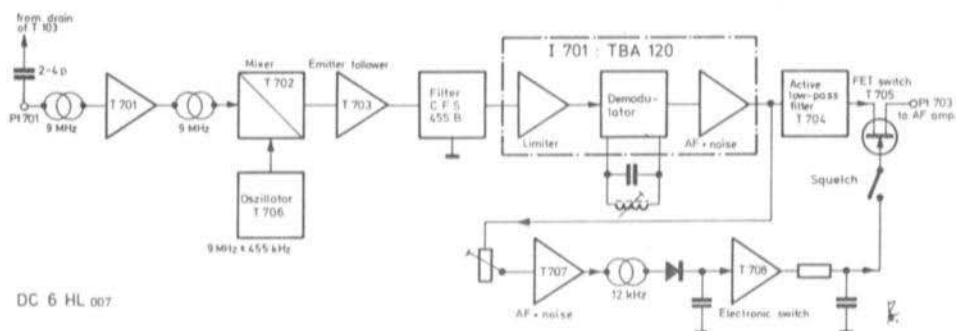 from drain
of T 103
2-4 p
Pt 701
9 MHz
T 701
9 MHz
Mixer
T 702
Emitter follower
T 703
Filter
C F S
455 B
I 701 : TBA 120
Limiter
Demodu-
lator
AF + noise
Active
low-pass
filter
T 704
FET switch
T 705
Pt 703
to AF amp.
Squelch
Oszillator
T 706
9 MHz ± 455 kHz
T 707
AF + noise
12 kHz
T 708
Electronic switch
DC 6 HL 007